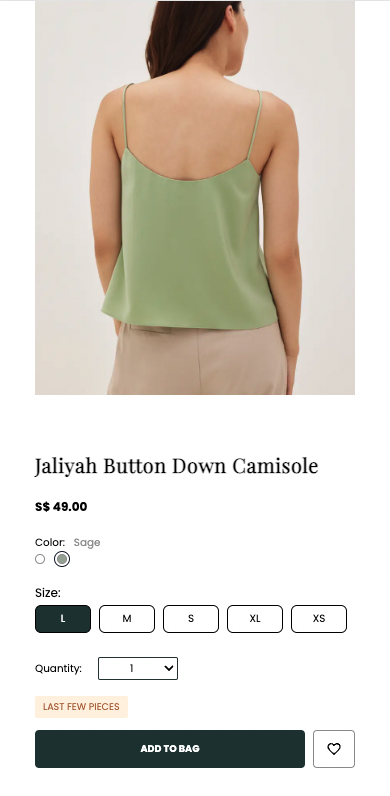 Jaliyah Button Down Camisole
S$ 49.00
Color: Sage
Size:
L M S XL XS
Quantity: 1
LAST FEW PIECES
ADD TO BAG